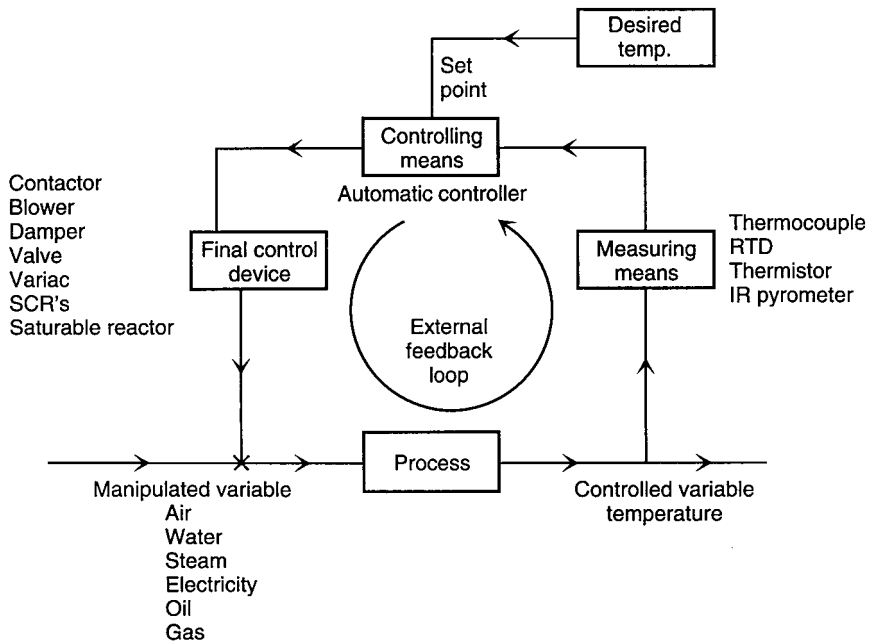 Desired
temp.
Set
point
Controlling
means
Automatic controller
Contactor
Blower
Damper
Valve
Variac
SCR's
Saturable reactor
Final control
device
Measuring
means
Thermocouple
RTD
Thermistor
IR pyrometer
External
feedback
loop
Process
Manipulated variable
Air
Water
Steam
Electricity
Oil
Gas
Controlled variable
temperature